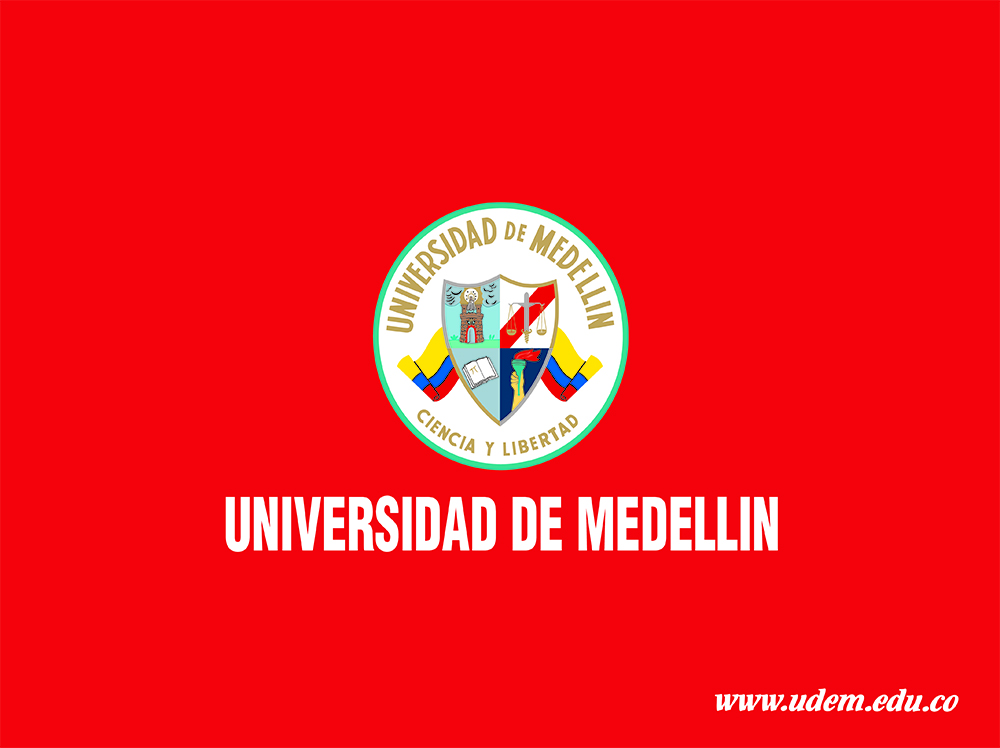 UNIVERSIDAD DE MEDELLIN
CIENCIA Y LIBERTAD
UNIVERSIDAD DE MEDELLIN
www.udem.edu.co